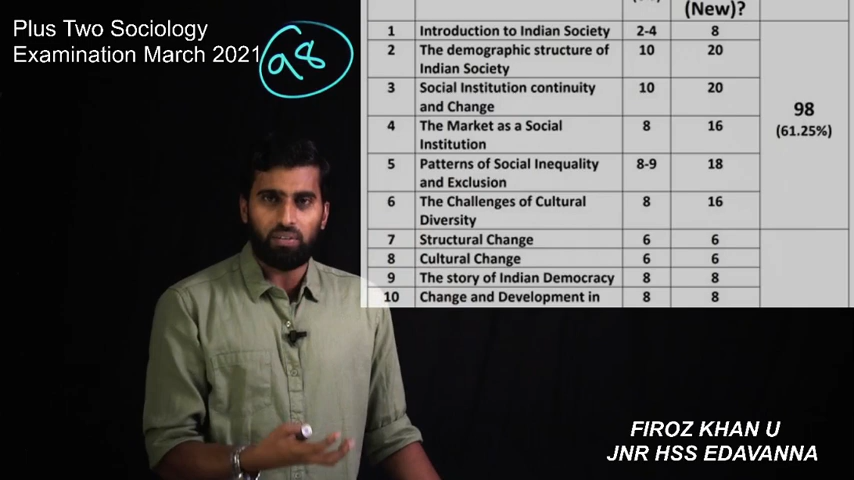 Plus Two Sociology
Examination March 2021
98
(New)?
1 Introduction to Indian Society 2-4 8
2 The demographic structure of Indian Society 10 20
3 Social Institution continuity and Change 10 20
4 The Market as a Social Institution 8 16
5 Patterns of Social Inequality and Exclusion 8-9 18
6 The Challenges of Cultural Diversity 8 16
98
(61.25%)
7 Structural Change 6 6
8 Cultural Change 6 6
9 The story of Indian Democracy 8 8
10 Change and Development in 8 8
FIROZ KHAN U
JNR HSS EDAVANNA